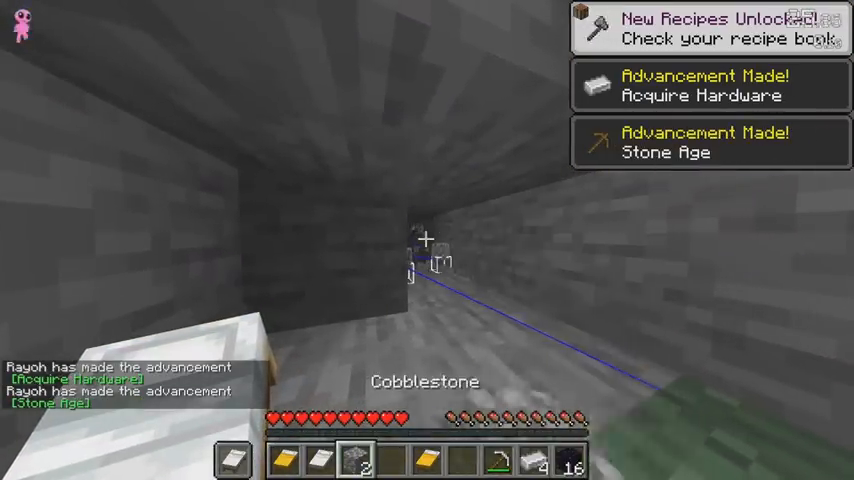 New Recipes Unlocked!
Check your recipe book
Advancement Made!
Acquire Hardware
Advancement Made!
Stone Age
Rayoh has made the advancement
[Acquire Hardware]
Rayoh has made the advancement
[Stone Age]
Cobblestone
2
4
16